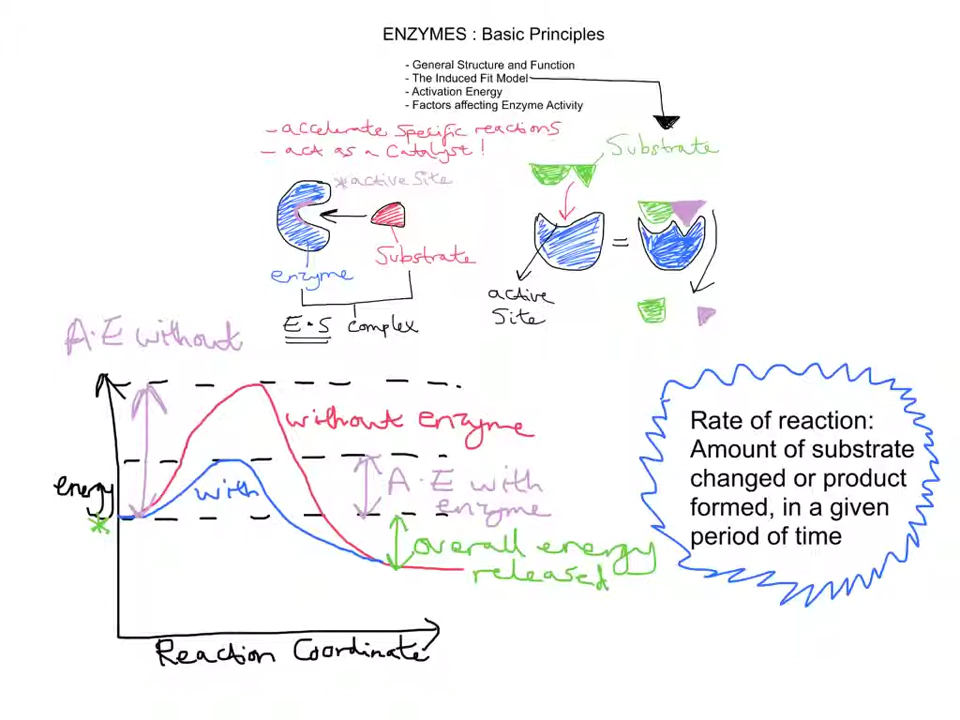 ENZYMES : Basic Principles
- General Structure and Function
- The Induced Fit Model
- Activation Energy
- Factors affecting Enzyme Activity
- accelerate specific reactions
- act as a Catalyst!
*active site
enzyme
Substrate
E·S complex
Substrate
=
active
Site
A·E without
energy
without enzyme
with
A·E with
enzyme
overall energy
released
Reaction Coordinate
Rate of reaction:
Amount of substrate
changed or product
formed, in a given
period of time